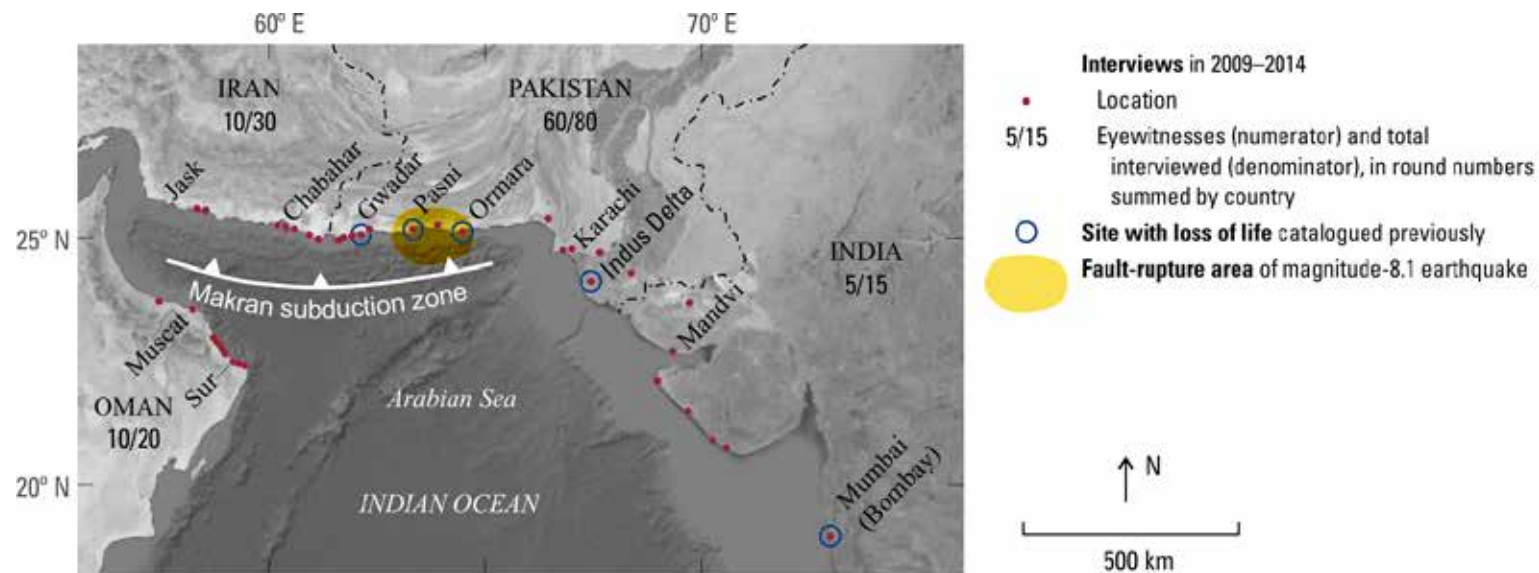 60° E
70° E
IRAN
10/30
PAKISTAN
60/80
Jask
Chabahar
Gwadar
Pasni
Ormara
Karachi
Indus Delta
25° N
INDIA
5/15
Makran subduction zone
Mandvi
Muscat
Sur
OMAN
10/20
Arabian Sea
20° N
INDIAN OCEAN
Mumbai
(Bombay)
Interviews in 2009–2014
Location
5/15 Eyewitnesses (numerator) and total
interviewed (denominator), in round numbers
summed by country
Site with loss of life catalogued previously
Fault-rupture area of magnitude-8.1 earthquake
N
500 km